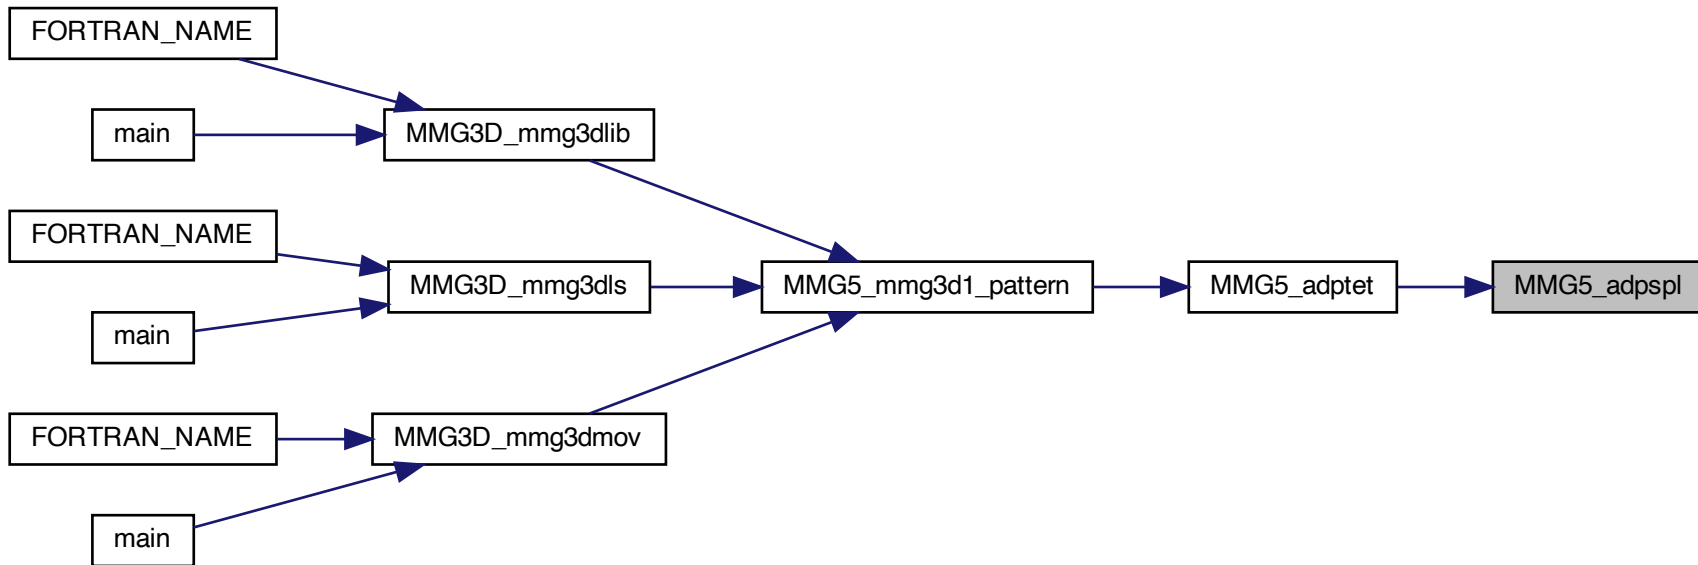 FORTRAN_NAME
main
MMG3D_mmg3dlib
FORTRAN_NAME
MMG3D_mmg3dls
MMG5_mmg3d1_pattern
MMG5_adptet
MMG5_adpspl
main
FORTRAN_NAME
MMG3D_mmg3dmov
main